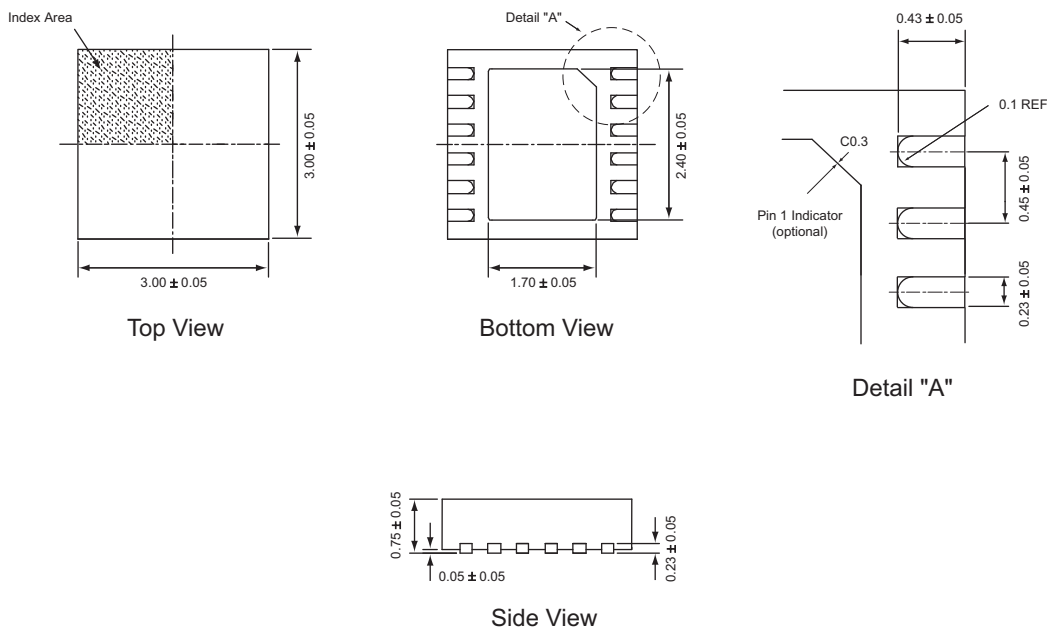 Index Area
3.00 ± 0.05
3.00 ± 0.05
Top View
Detail "A"
2.40 ± 0.05
1.70 ± 0.05
Bottom View
0.43 ± 0.05
0.1 REF
C0.3
0.45 ± 0.05
Pin 1 Indicator
(optional)
0.23 ± 0.05
Detail "A"
0.75 ± 0.05
0.05 ± 0.05
0.23 ± 0.05
Side View